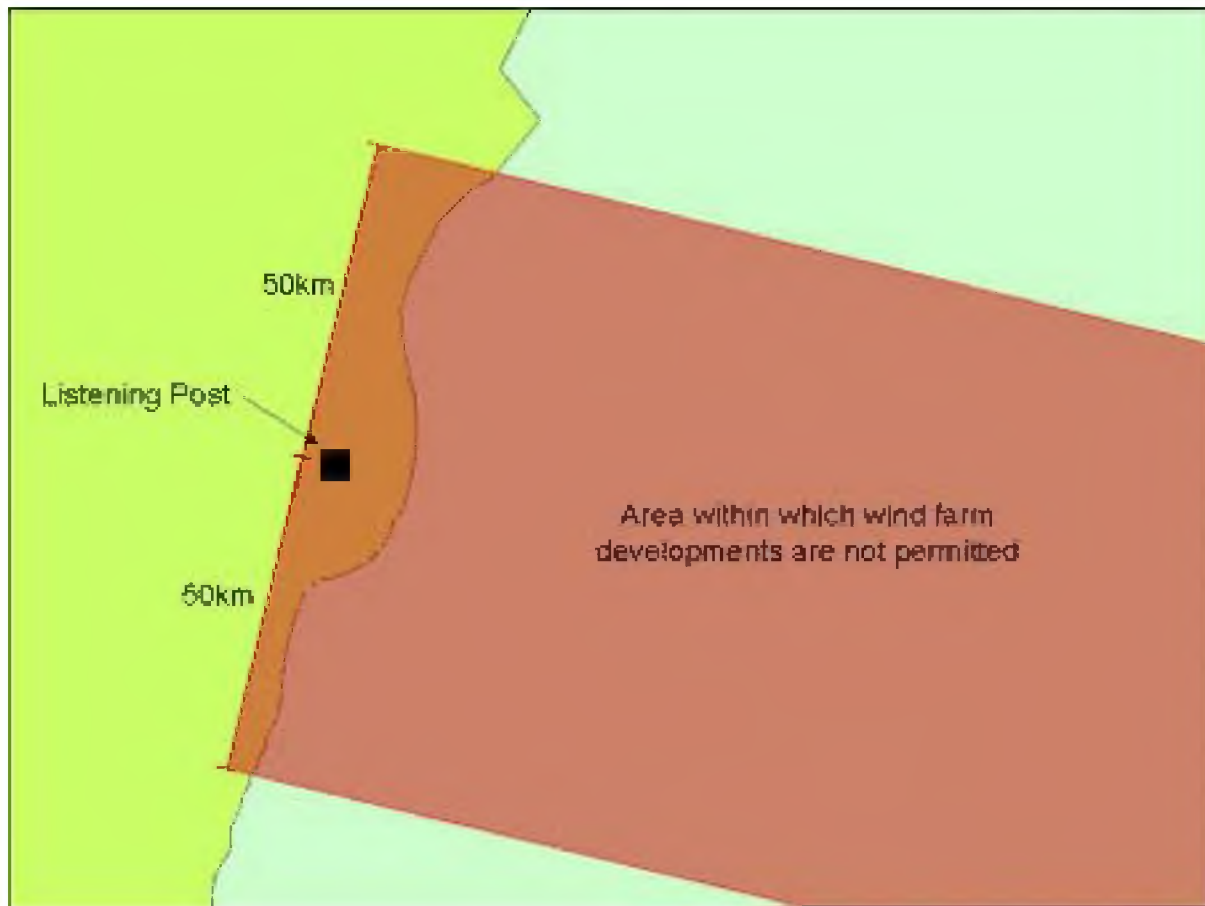 50km
Listening Post
Area within which wind farm
developments are not permitted
50km